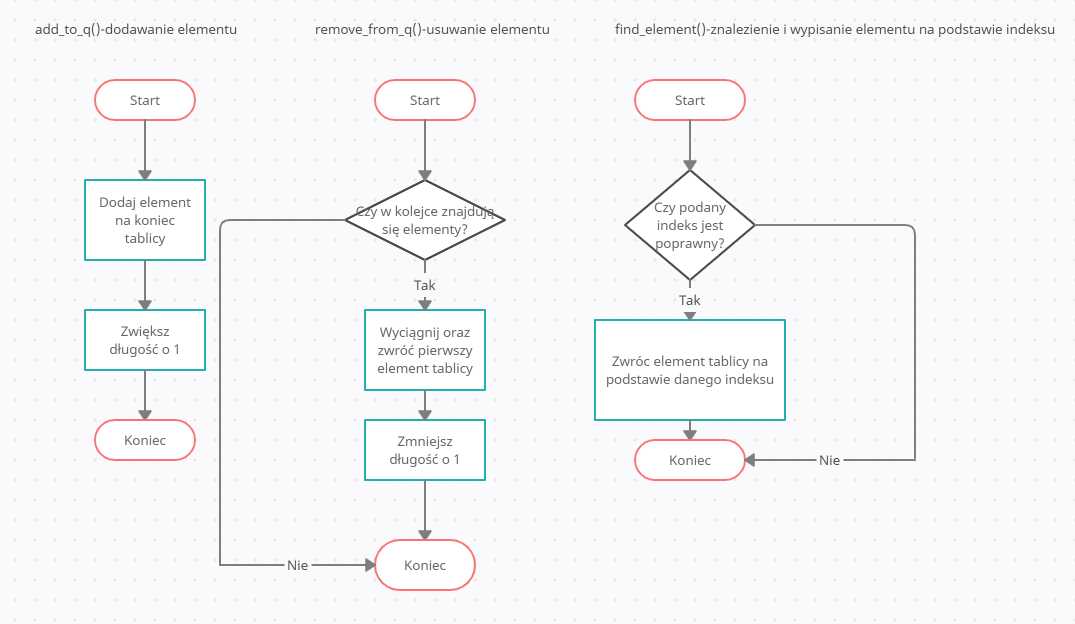 add_to_q()-dodawanie elementu
remove_from_q()-usuwanie elementu
find_element()-znalezienie i wypisanie elementu na podstawie indeksu
Start
Dodaj element
na koniec
tablicy
Zwiększ
długość o 1
Koniec
Start
Czy w kolejce znajdują
się elementy?
Tak
Wyciągnij oraz
zwróć pierwszy
element tablicy
Zmniejsz
długość o 1
Nie
Koniec
Start
Czy podany
indeks jest
poprawny?
Tak
Zwróc element tablicy na
podstawie danego indeksu
Koniec
Nie